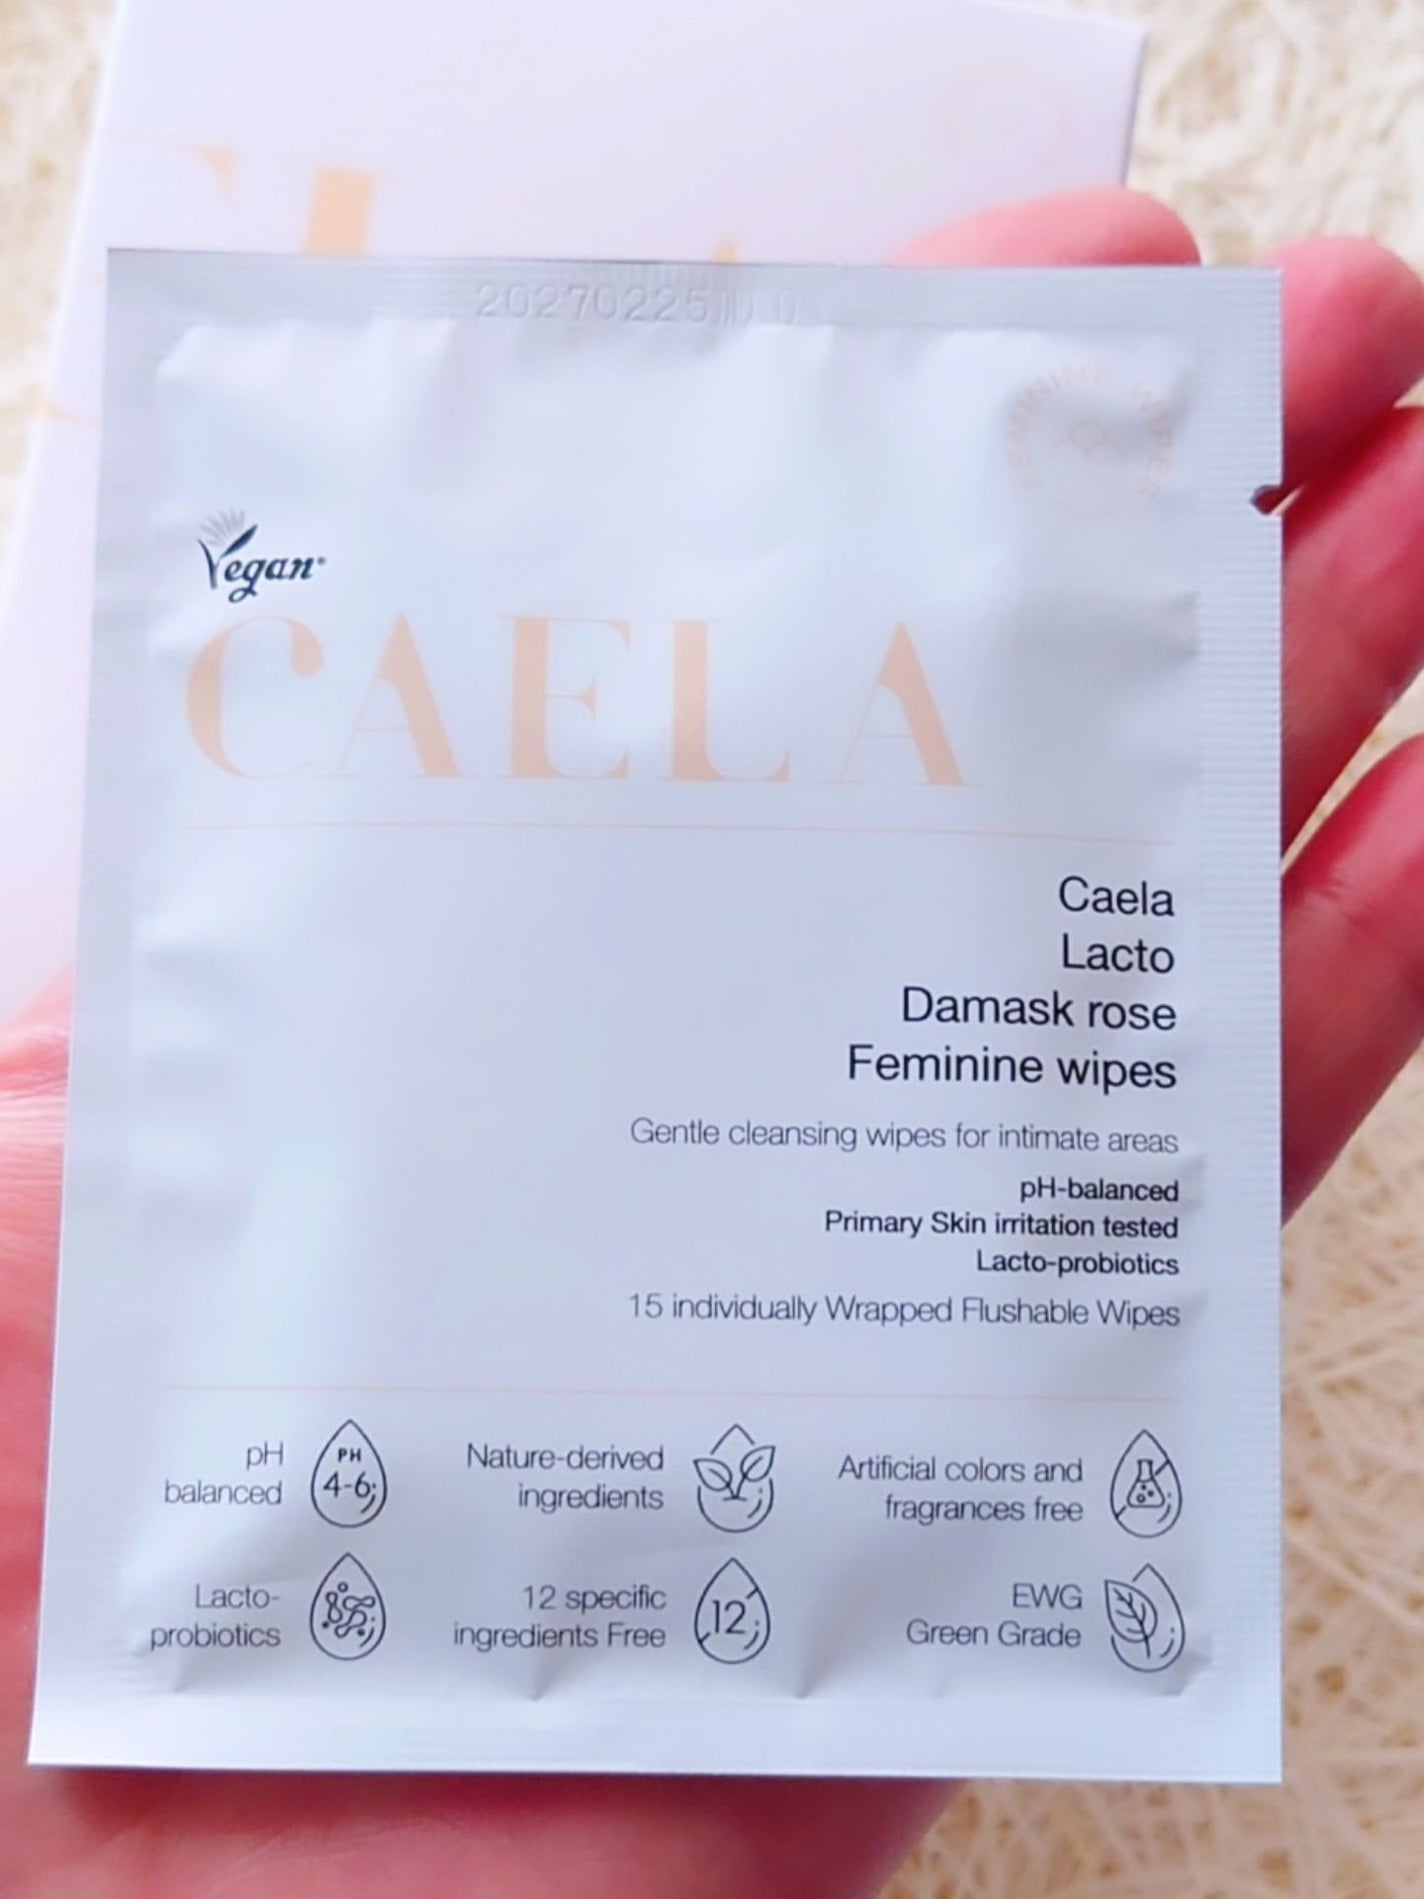 20270225
FEMININE WIPES
Vegan
CAELA
Caela
Lacto
Damask rose
Feminine wipes
Gentle cleansing wipes for intimate areas
pH-balanced
Primary Skin irritation tested
Lacto-probiotics
15 individually Wrapped Flushable Wipes
pH
balanced
PH
4-6
Nature-derived
ingredients
Artificial colors and
fragrances free
Lacto-
probiotics
12 specific
ingredients Free
12
EWG
Green Grade